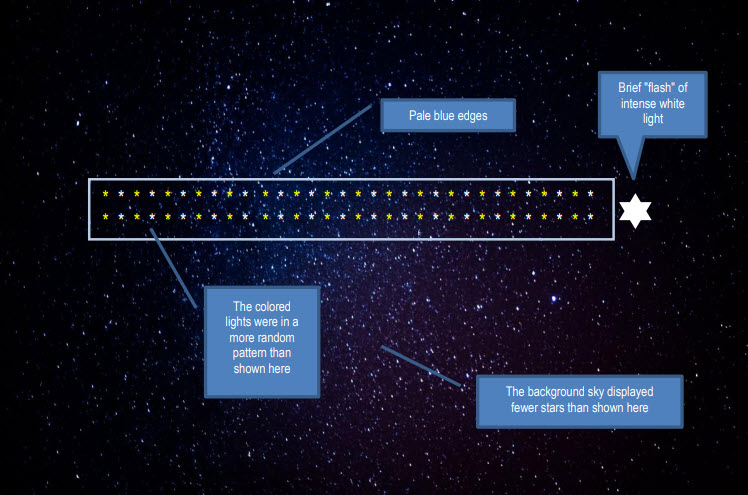 Brief "flash" of
intense white
light
Pale blue edges
* * * * * * * * * * * * * * * * * * * * * * * * * * * * * * * *
* * * * * * * * * * * * * * * * * * * * * * * * * * * * * * * *
The colored
lights were in a
more random
pattern than
shown here
The background sky displayed
fewer stars than shown here